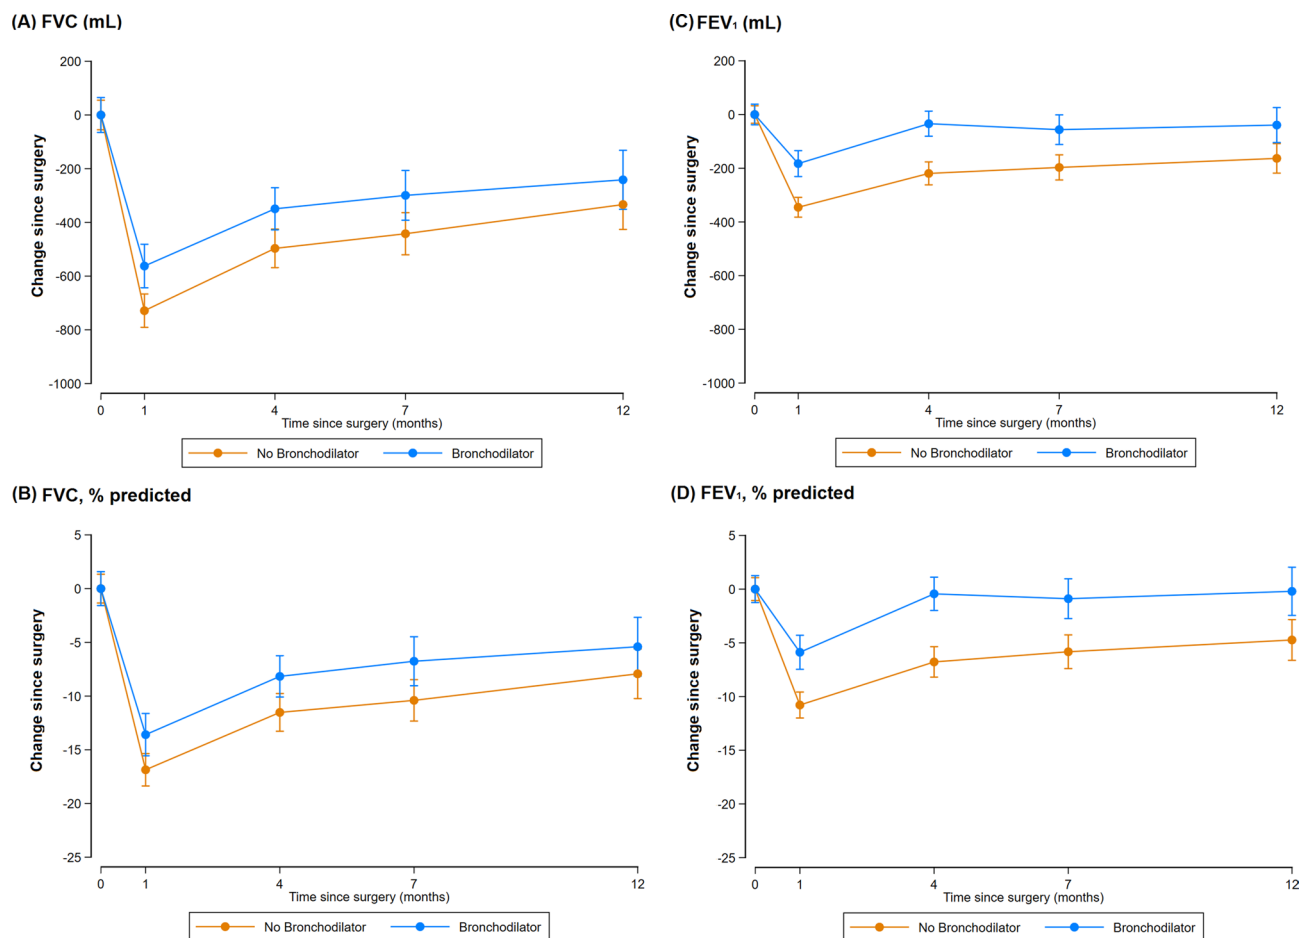 (A) FVC (mL)
Change since surgery
200
0
-200
-400
-600
-800
-1000
0 1 4 7 12
Time since surgery (months)
No Bronchodilator Bronchodilator
(C) FEV₁ (mL)
Change since surgery
200
0
-200
-400
-600
-800
-1000
0 1 4 7 12
Time since surgery (months)
No Bronchodilator Bronchodilator
(B) FVC, % predicted
Change since surgery
5
0
-5
-10
-15
-20
-25
0 1 4 7 12
Time since surgery (months)
No Bronchodilator Bronchodilator
(D) FEV₁, % predicted
Change since surgery
5
0
-5
-10
-15
-20
-25
0 1 4 7 12
Time since surgery (months)
No Bronchodilator Bronchodilator